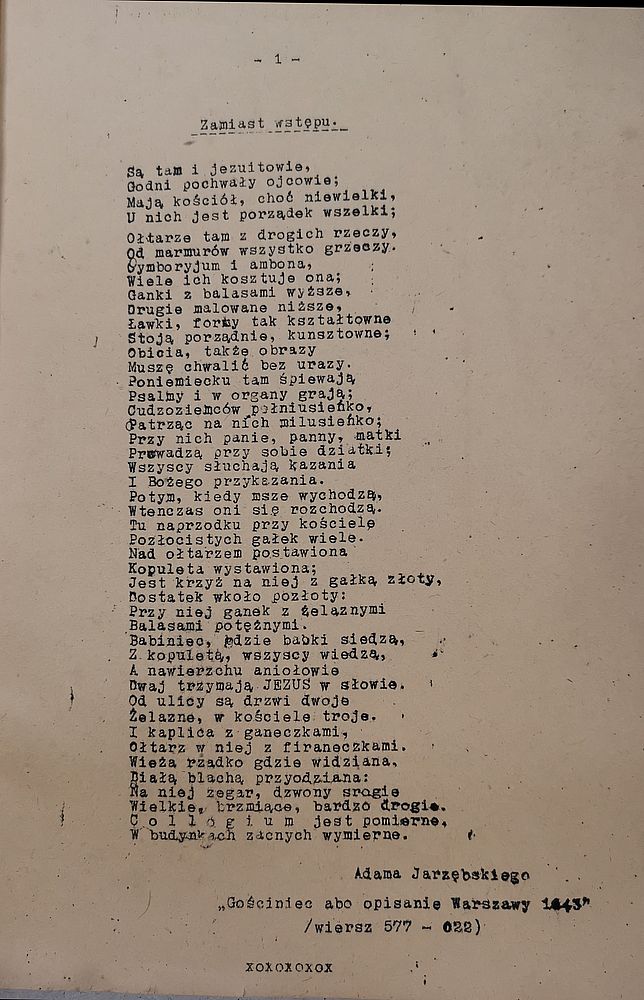 - 1 -
Zamiast wstępu.
Są tam i jezuitowie,
Godni pochwały ojcowie;
Mają kościół, choć niewielki,
U nich jest porządek wszelki;
Ołtarze tam z drogich rzeczy,
Od marmurów wszystko grzeczy.
Cymboryjum i ambona,
Wiele ich kosztuje ona;
Ganki z balasami wyższe,
Drugie malowane niższe,
Ławki, formy tak kształtowne
Stoją porządnie, kunsztowne;
Obicia, także obrazy
Muszę chwalić bez urazy.
Poniemiecku tam śpiewają
Psalmy i w organy grają;
Cudzoziemców pełniusieńko,
Patrząc na nich milusieńko;
Przy nich panie, panny, matki
Prowadzą przy sobie dziatki;
Wszyscy słuchają kazania
I Bożego przykazania.
Potym, kiedy msze wychodzą,
Wtenczas oni się rozchodzą.
Tu naprzodku przy kościele
Pozłocistych gałek wiele.
Nad ołtarzem postawiona
Kopuleta wystawiona;
Jest krzyż na niej z gałką złoty,
Dostatek wkoło pozłoty:
Przy niej ganek z żelaznymi
Balasami potężnymi.
Babiniec, gdzie babki siedzą,
Z kopuletą, wszyscy wiedzą,
A nawierzchu aniołowie
Dwaj trzymają JEZUS w słowie.
Od ulicy są drzwi dwoje
Żelazne, w kościele troje.
I kaplica z ganeczkami,
Ołtarz w niej z firaneczkami.
Wieża rządko gdzie widziana,
Białą blachą przyodziana:
Na niej zegar, dzwony srogie
Wielkie, brzmiące, bardzo drogie.
C o l l e g i u m jest pomierne,
W budynkach zacnych wymierne.
Adama Jarzębskiego
„Gościniec abo opisanie Warszawy 1643"
/wiersz 577 - 622)
xoxoxoxox